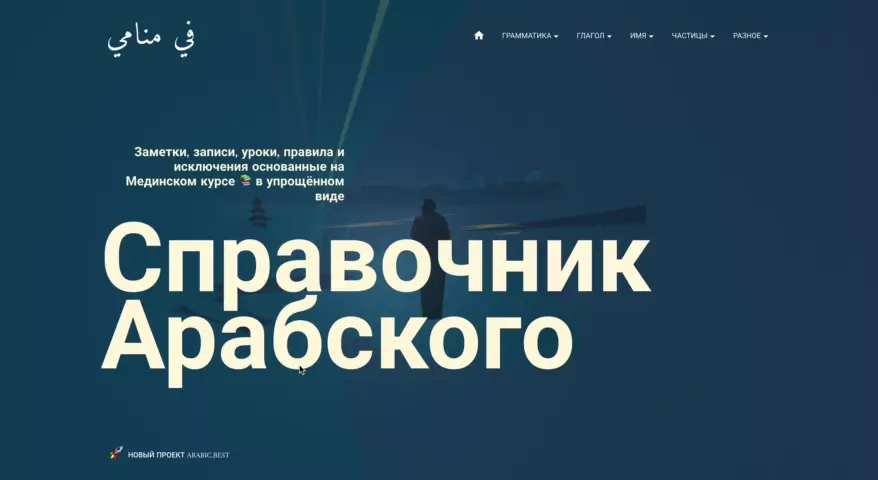 في منامي
ГРАММАТИКА ГЛАГОЛ ИМЯ ЧАСТИЦЫ РАЗНОЕ
Заметки, записи, уроки, правила и
исключения основанные на
Мединском курсе 📚 в упрощённом
виде
Справочник
Арабского
🚀 НОВЫЙ ПРОЕКТ ARABIC.BEST